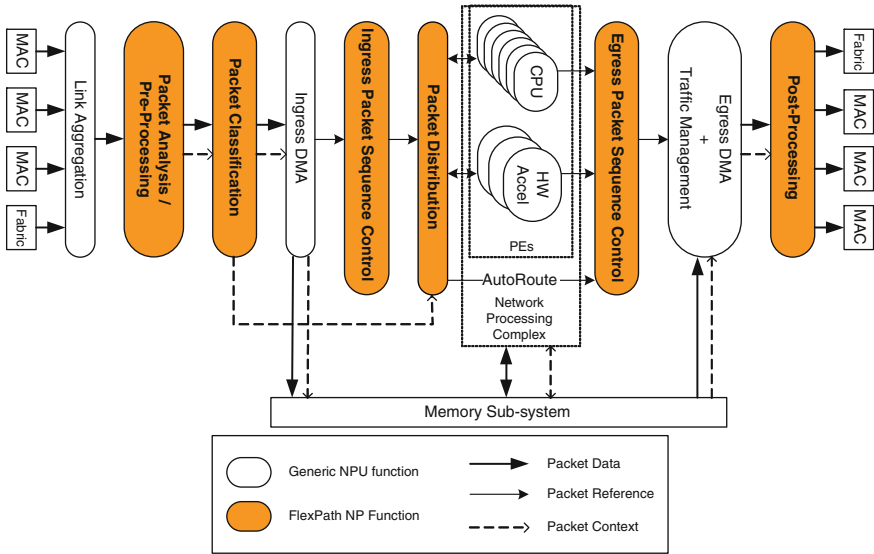 MAC
MAC
MAC
Fabric
Link Aggregation
Packet Analysis /
Pre-Processing
Packet Classification
Ingress DMA
Ingress Packet Sequence Control
Packet Distribution
CPU
HW
Accel
PEs
AutoRoute
Network
Processing
Complex
Egress Packet Sequence Control
Traffic Management
+
Egress DMA
Post-Processing
Fabric
MAC
MAC
MAC
Memory Sub-system
Generic NPU function
FlexPath NP Function
Packet Data
Packet Reference
Packet Context